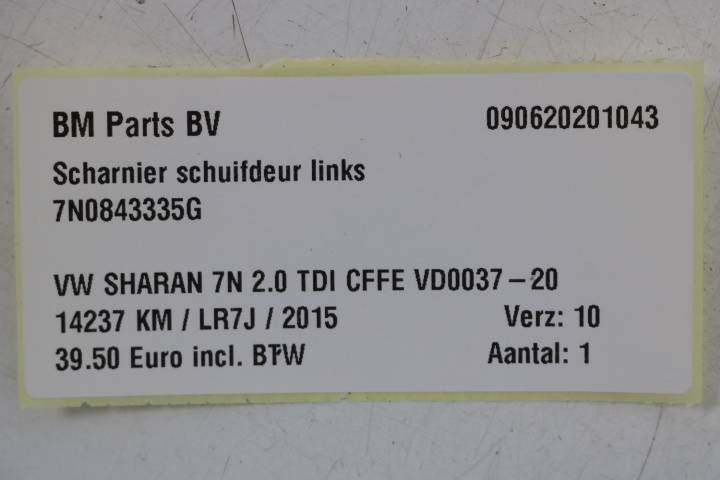 BM Parts BV 090620201043
Scharnier schuifdeur links
7N0843335G
VW SHARAN 7N 2.0 TDI CFFE VD0037-20
14237 KM / LR7J / 2015 Verz: 10
39.50 Euro incl. BTW Aantal: 1